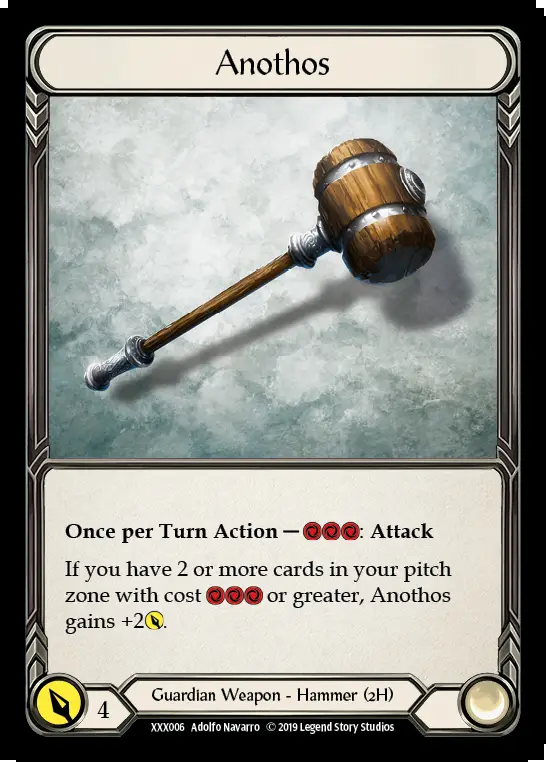 Anothos
Once per Turn Action — : Attack
If you have 2 or more cards in your pitch
zone with cost or greater, Anothos
gains +2.
4
Guardian Weapon - Hammer (2H)
XXX006 Adolfo Navarro © 2019 Legend Story Studios